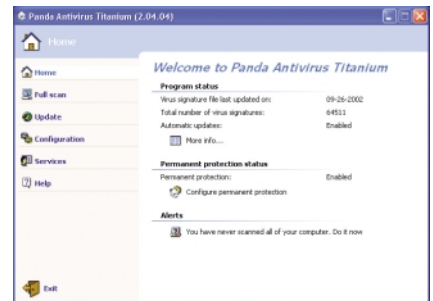 Panda Antivirus Titanium (2.04.04)
Home
Home
Full scan
Update
Configuration
Services
Help
Exit
Welcome to Panda Antivirus Titanium
Program status
Virus signature file last updated on: 09-26-2002
Total number of virus signatures: 64511
Automatic updates: Enabled
More info...
Permanent protection status
Permanent protection: Enabled
Configure permanent protection
Alerts
You have never scanned all of your computer. Do it now